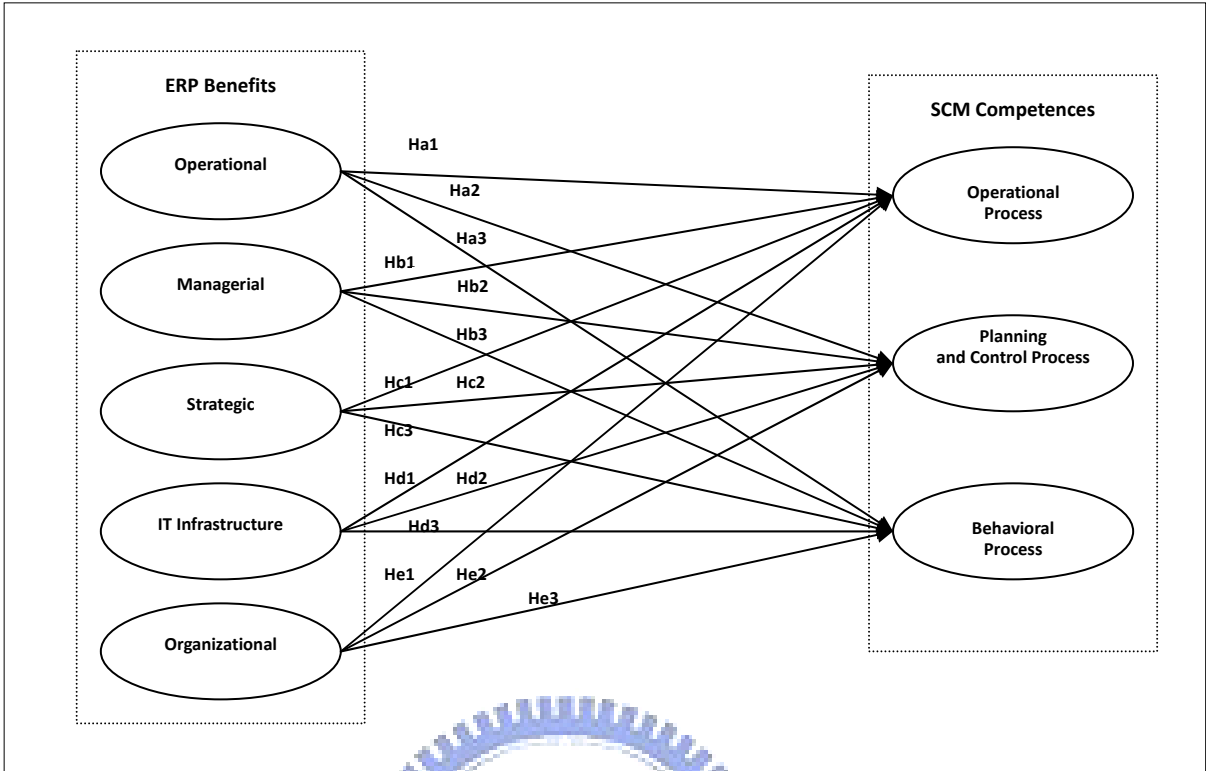 ERP Benefits
Operational
Managerial
Strategic
IT Infrastructure
Organizational
Ha1
Ha2
Ha3
Hb1
Hb2
Hb3
Hc1
Hc2
Hc3
Hd1
Hd2
Hd3
He1
He2
He3
SCM Competences
Operational
Process
Planning
and Control Process
Behavioral
Process